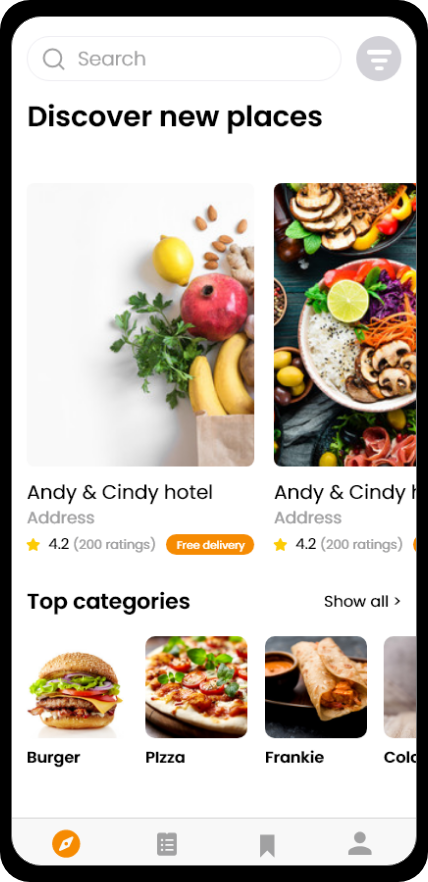 Search
Discover new places
Andy & Cindy hotel
Andy & Cindy h
Address
Address
4.2 (200 ratings) Free delivery
4.2 (200 ratings)
Top categories
Show all >
Burger
PIzza
Frankie
Colc